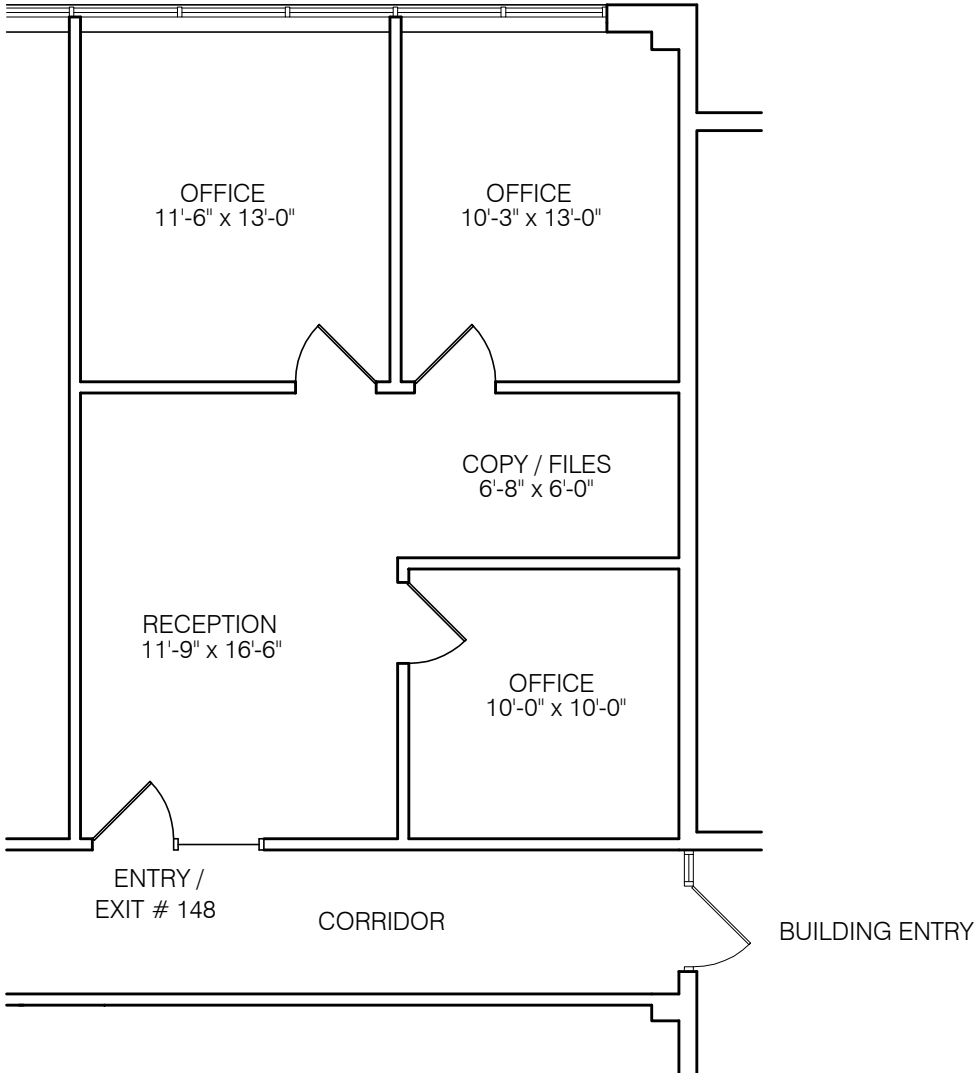 OFFICE
11'-6" x 13'-0"
OFFICE
10'-3" x 13'-0"
COPY / FILES
6'-8" x 6'-0"
RECEPTION
11'-9" x 16'-6"
OFFICE
10'-0" x 10'-0"
ENTRY /
EXIT # 148
CORRIDOR
BUILDING ENTRY